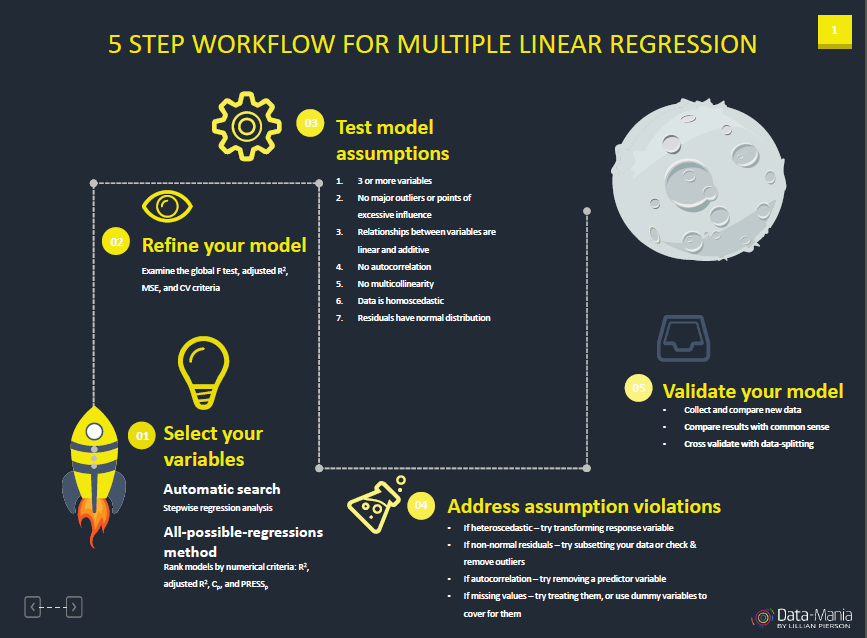 5 STEP WORKFLOW FOR MULTIPLE LINEAR REGRESSION
1
01
Select your
variables
Automatic search
Stepwise regression analysis
All-possible-regressions
method
Rank models by numerical criteria: R²,
adjusted R², Cₚ, and PRESSₚ
02
Refine your model
Examine the global F test, adjusted R²,
MSE, and CV criteria
03
Test model
assumptions
1. 3 or more variables
2. No major outliers or points of
excessive influence
3. Relationships between variables are
linear and additive
4. No autocorrelation
5. No multicollinearity
6. Data is homoscedastic
7. Residuals have normal distribution
04
Address assumption violations
- If heteroscedastic – try transforming response variable
- If non-normal residuals – try subsetting your data or check &
remove outliers
- If autocorrelation – try removing a predictor variable
- If missing values – try treating them, or use dummy variables to
cover for them
05
Validate your model
- Collect and compare new data
- Compare results with common sense
- Cross validate with data-splitting
Data-Mania
BY LILLIAN PIERSON